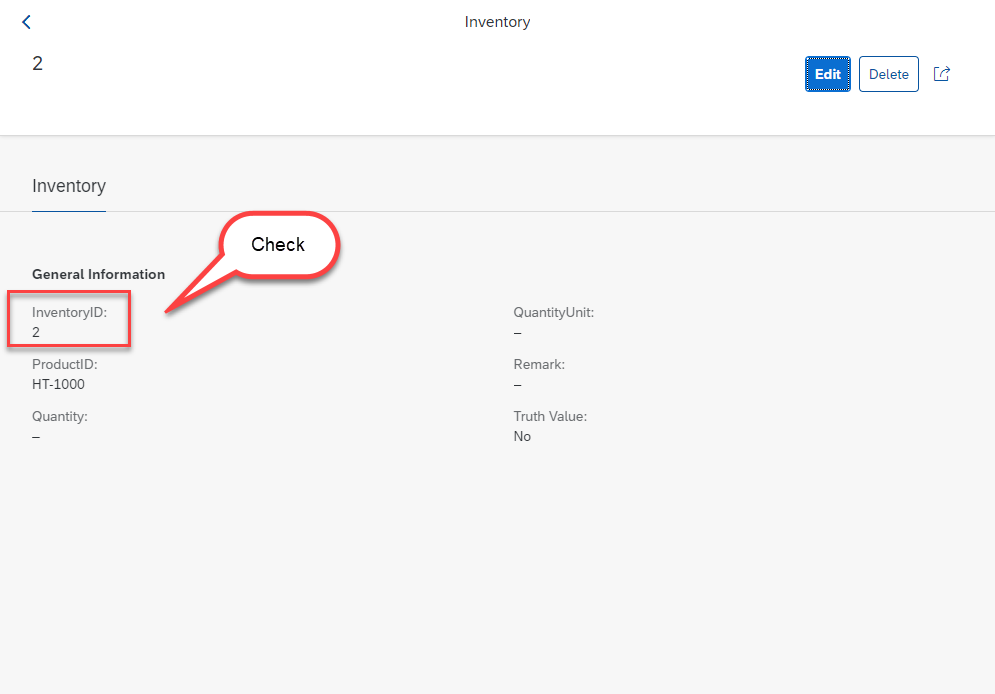 Inventory
2
Edit
Delete
Inventory
Check
General Information
InventoryID:
2
ProductID:
HT-1000
Quantity:
–
QuantityUnit:
–
Remark:
–
Truth Value:
No